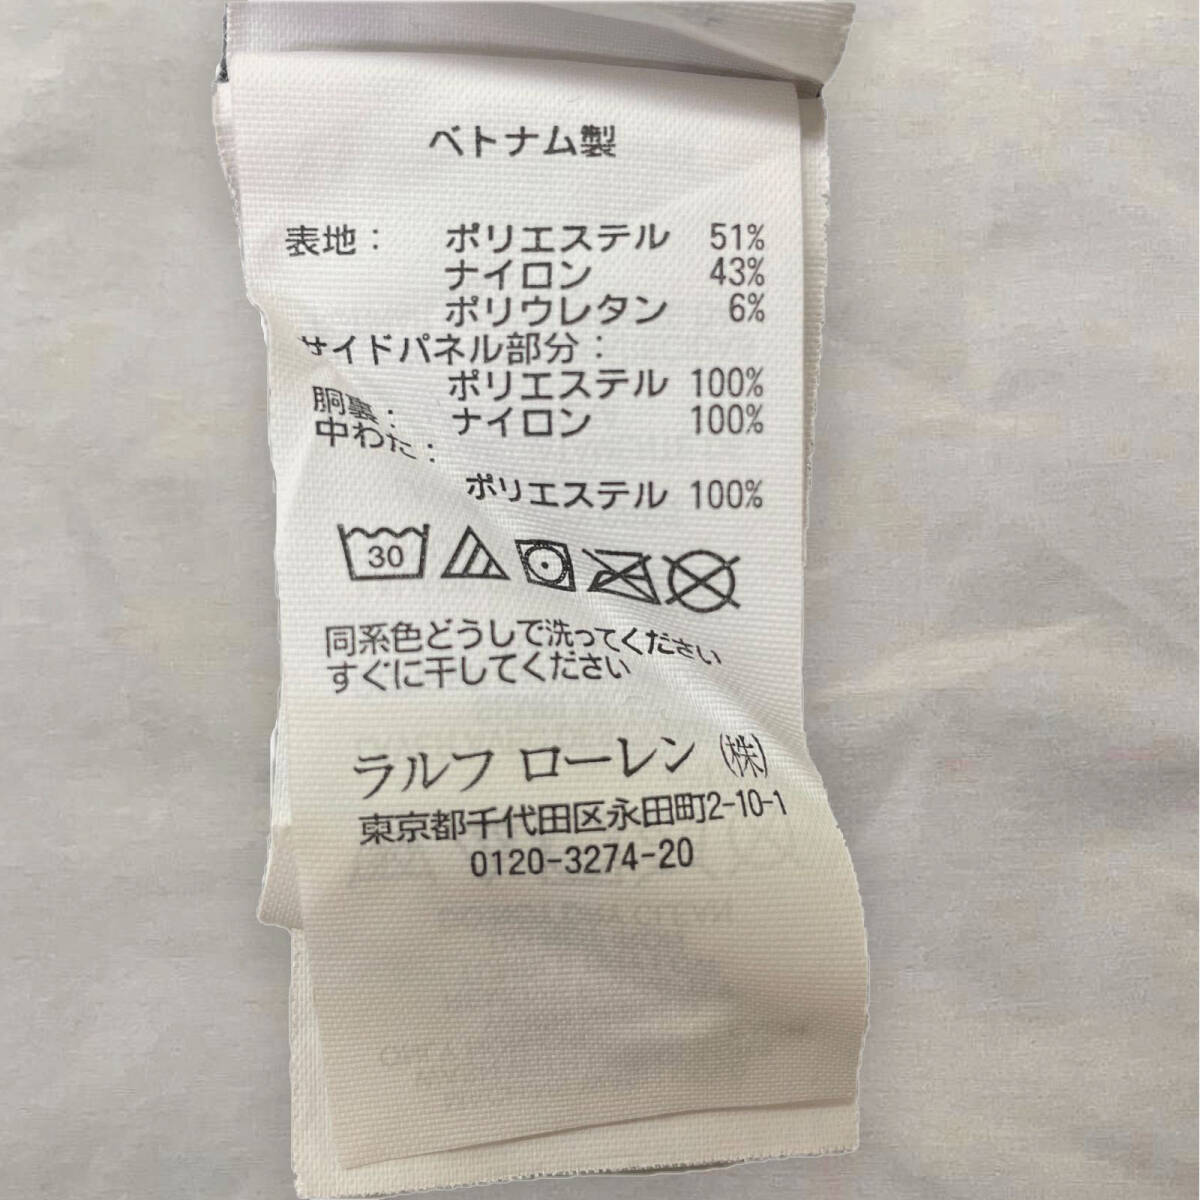 ベトナム製
表地： ポリエステル 51%
ナイロン 43%
ポリウレタン 6%
サイドパネル部分：
ポリエステル 100%
胴裏： ナイロン 100%
中わた：
ポリエステル 100%
30
同系色どうしで洗ってください
すぐに干してください
ラルフ ローレン (株)
東京都千代田区永田町2-10-1
0120-3274-20